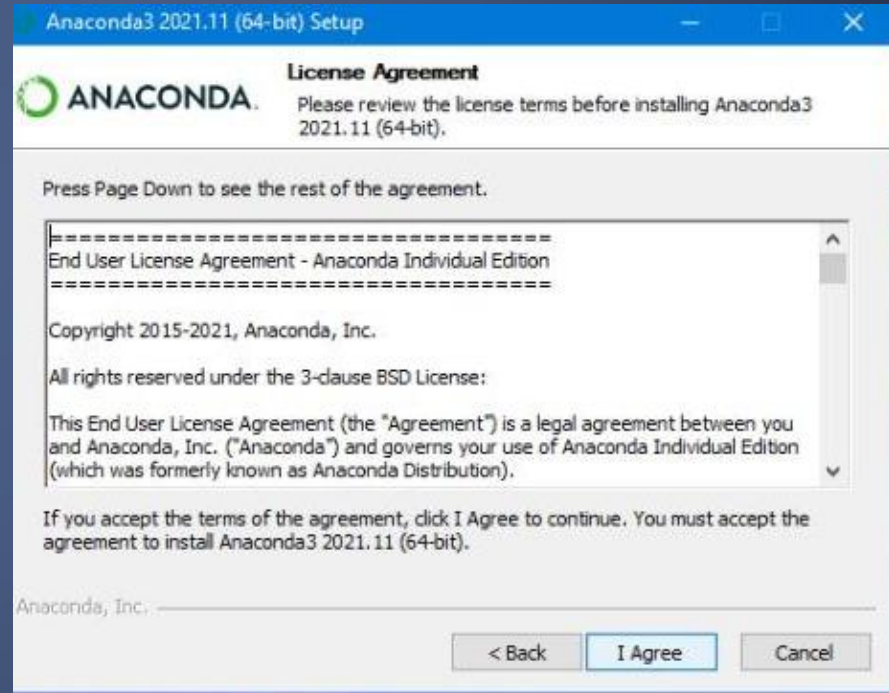 Anaconda3 2021.11 (64-bit) Setup
ANACONDA.
License Agreement
Please review the license terms before installing Anaconda3
2021.11 (64-bit).
Press Page Down to see the rest of the agreement.
===================================
End User License Agreement - Anaconda Individual Edition
===================================
Copyright 2015-2021, Anaconda, Inc.
All rights reserved under the 3-clause BSD License:
This End User License Agreement (the "Agreement") is a legal agreement between you
and Anaconda, Inc. ("Anaconda") and governs your use of Anaconda Individual Edition
(which was formerly known as Anaconda Distribution).
If you accept the terms of the agreement, click I Agree to continue. You must accept the
agreement to install Anaconda3 2021.11 (64-bit).
Anaconda, Inc.
< Back
I Agree
Cancel